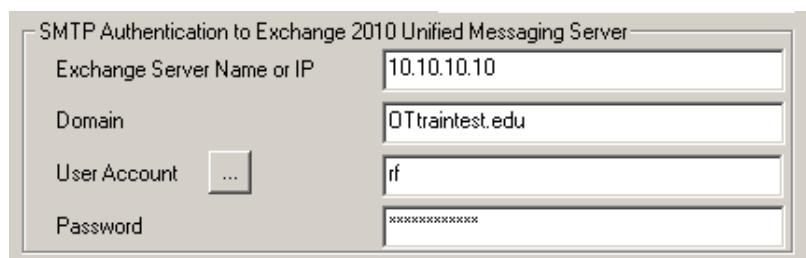 SMTP Authentication to Exchange 2010 Unified Messaging Server
Exchange Server Name or IP 10.10.10.10
Domain OTtraintest.edu
User Account ... rf
Password ************